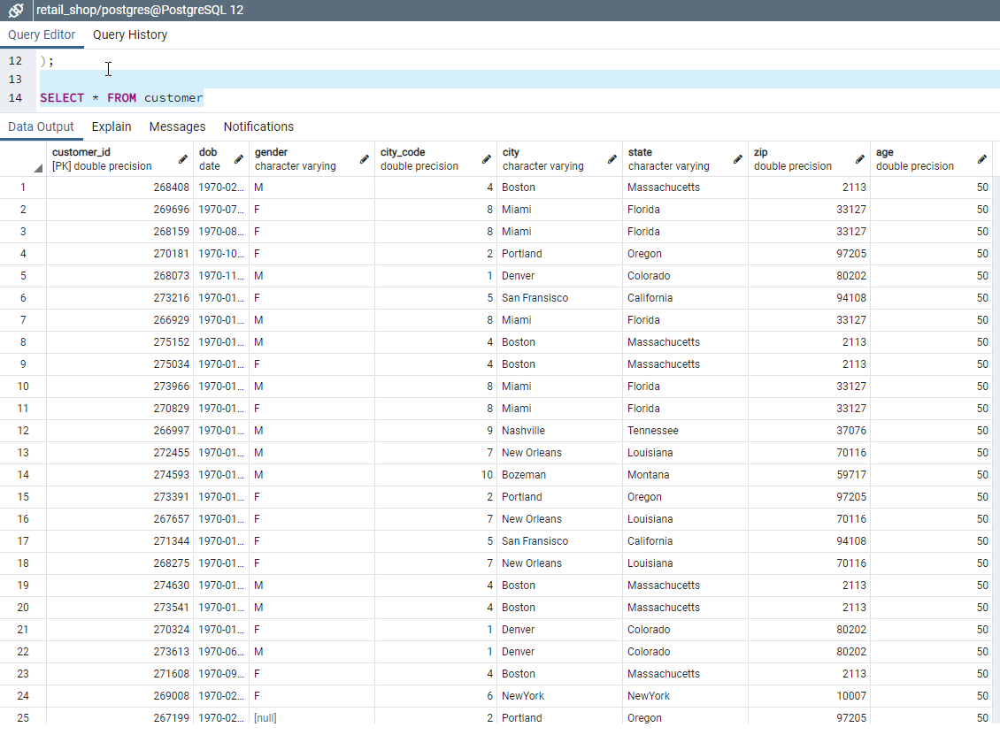 retail_shop/postgres@PostgreSQL 12
Query Editor Query History
12 );
13
14 SELECT * FROM customer
Data Output Explain Messages Notifications
customer_id dob gender city_code city state zip age
[PK] double precision date character varying double precision character varying character varying double precision double precision
1 268408 1970-02... M 4 Boston Massachucetts 2113 50
2 269696 1970-07... F 8 Miami Florida 33127 50
3 268159 1970-08... F 8 Miami Florida 33127 50
4 270181 1970-10... F 2 Portland Oregon 97205 50
5 268073 1970-11... M 1 Denver Colorado 80202 50
6 273216 1970-01... F 5 San Fransisco California 94108 50
7 266929 1970-01... M 8 Miami Florida 33127 50
8 275152 1970-01... M 4 Boston Massachucetts 2113 50
9 275034 1970-01... F 4 Boston Massachucetts 2113 50
10 273966 1970-01... M 8 Miami Florida 33127 50
11 270829 1970-01... F 8 Miami Florida 33127 50
12 266997 1970-01... M 9 Nashville Tennessee 37076 50
13 272455 1970-01... M 7 New Orleans Louisiana 70116 50
14 274593 1970-01... M 10 Bozeman Montana 59717 50
15 273391 1970-01... F 2 Portland Oregon 97205 50
16 267657 1970-01... F 7 New Orleans Louisiana 70116 50
17 271344 1970-01... F 5 San Fransisco California 94108 50
18 268275 1970-01... F 7 New Orleans Louisiana 70116 50
19 274630 1970-01... M 4 Boston Massachucetts 2113 50
20 273541 1970-01... M 4 Boston Massachucetts 2113 50
21 270324 1970-01... F 1 Denver Colorado 80202 50
22 273613 1970-06... M 1 Denver Colorado 80202 50
23 271608 1970-09... F 4 Boston Massachucetts 2113 50
24 269008 1970-02... F 6 NewYork NewYork 10007 50
25 267199 1970-02... [null] 2 Portland Oregon 97205 50